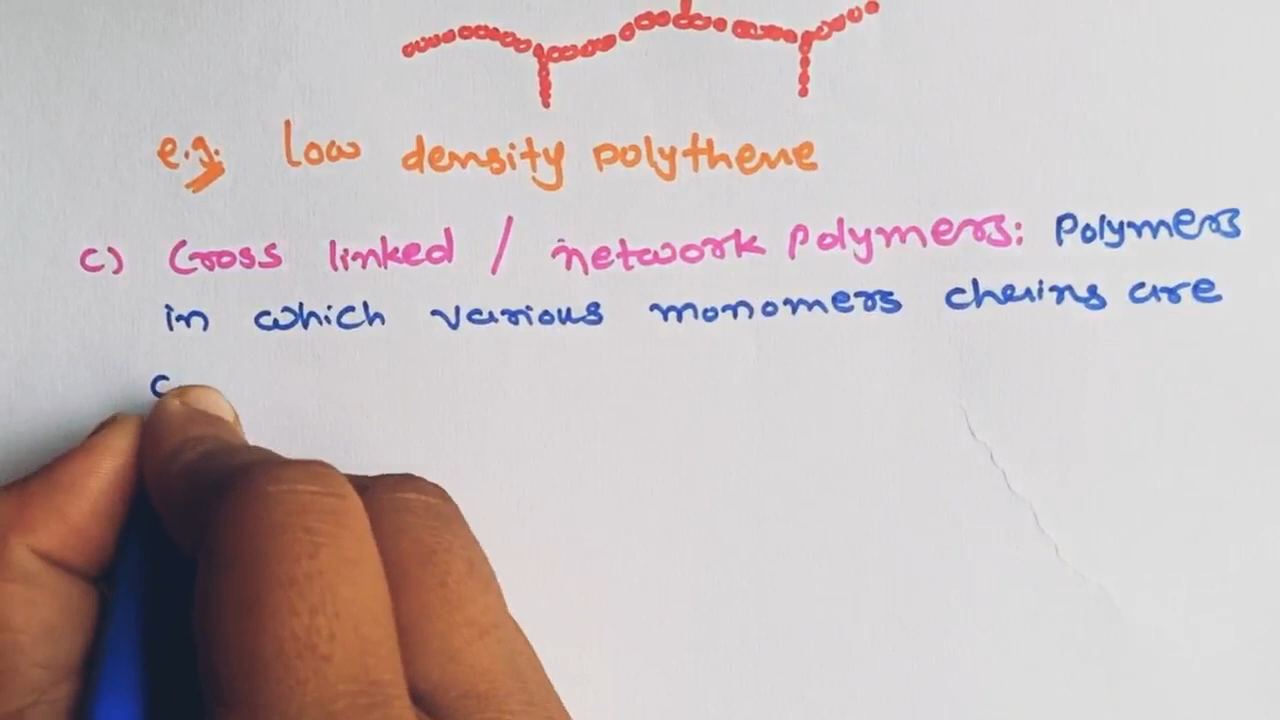 e.g. Low density polythene
c) Cross linked / network polymers: Polymers
in which various monomers chains are
c